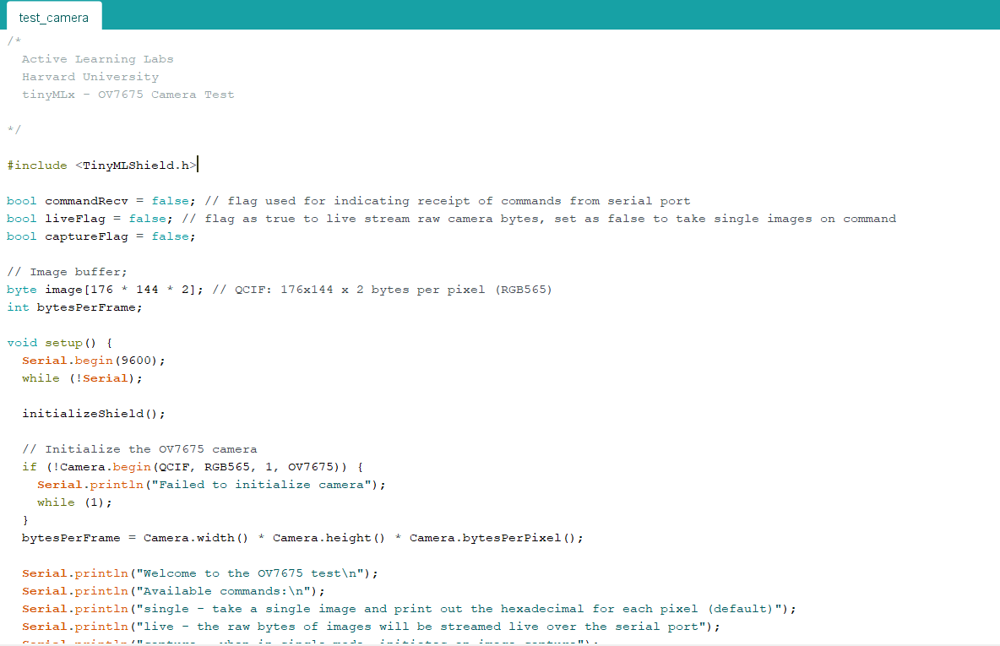 test_camera
/*
  Active Learning Labs
  Harvard University
  tinyMLx - OV7675 Camera Test

*/

#include <TinyMLShield.h>

bool commandRecv = false; // flag used for indicating receipt of commands from serial port
bool liveFlag = false; // flag as true to live stream raw camera bytes, set as false to take single images on command
bool captureFlag = false;

// Image buffer;
byte image[176 * 144 * 2]; // QCIF: 176x144 x 2 bytes per pixel (RGB565)
int bytesPerFrame;

void setup() {
  Serial.begin(9600);
  while (!Serial);

  initializeShield();

  // Initialize the OV7675 camera
  if (!Camera.begin(QCIF, RGB565, 1, OV7675)) {
    Serial.println("Failed to initialize camera");
    while (1);
  }
  bytesPerFrame = Camera.width() * Camera.height() * Camera.bytesPerPixel();

  Serial.println("Welcome to the OV7675 test\n");
  Serial.println("Available commands:\n");
  Serial.println("single - take a single image and print out the hexadecimal for each pixel (default)");
  Serial.println("live - the raw bytes of images will be streamed live over the serial port");